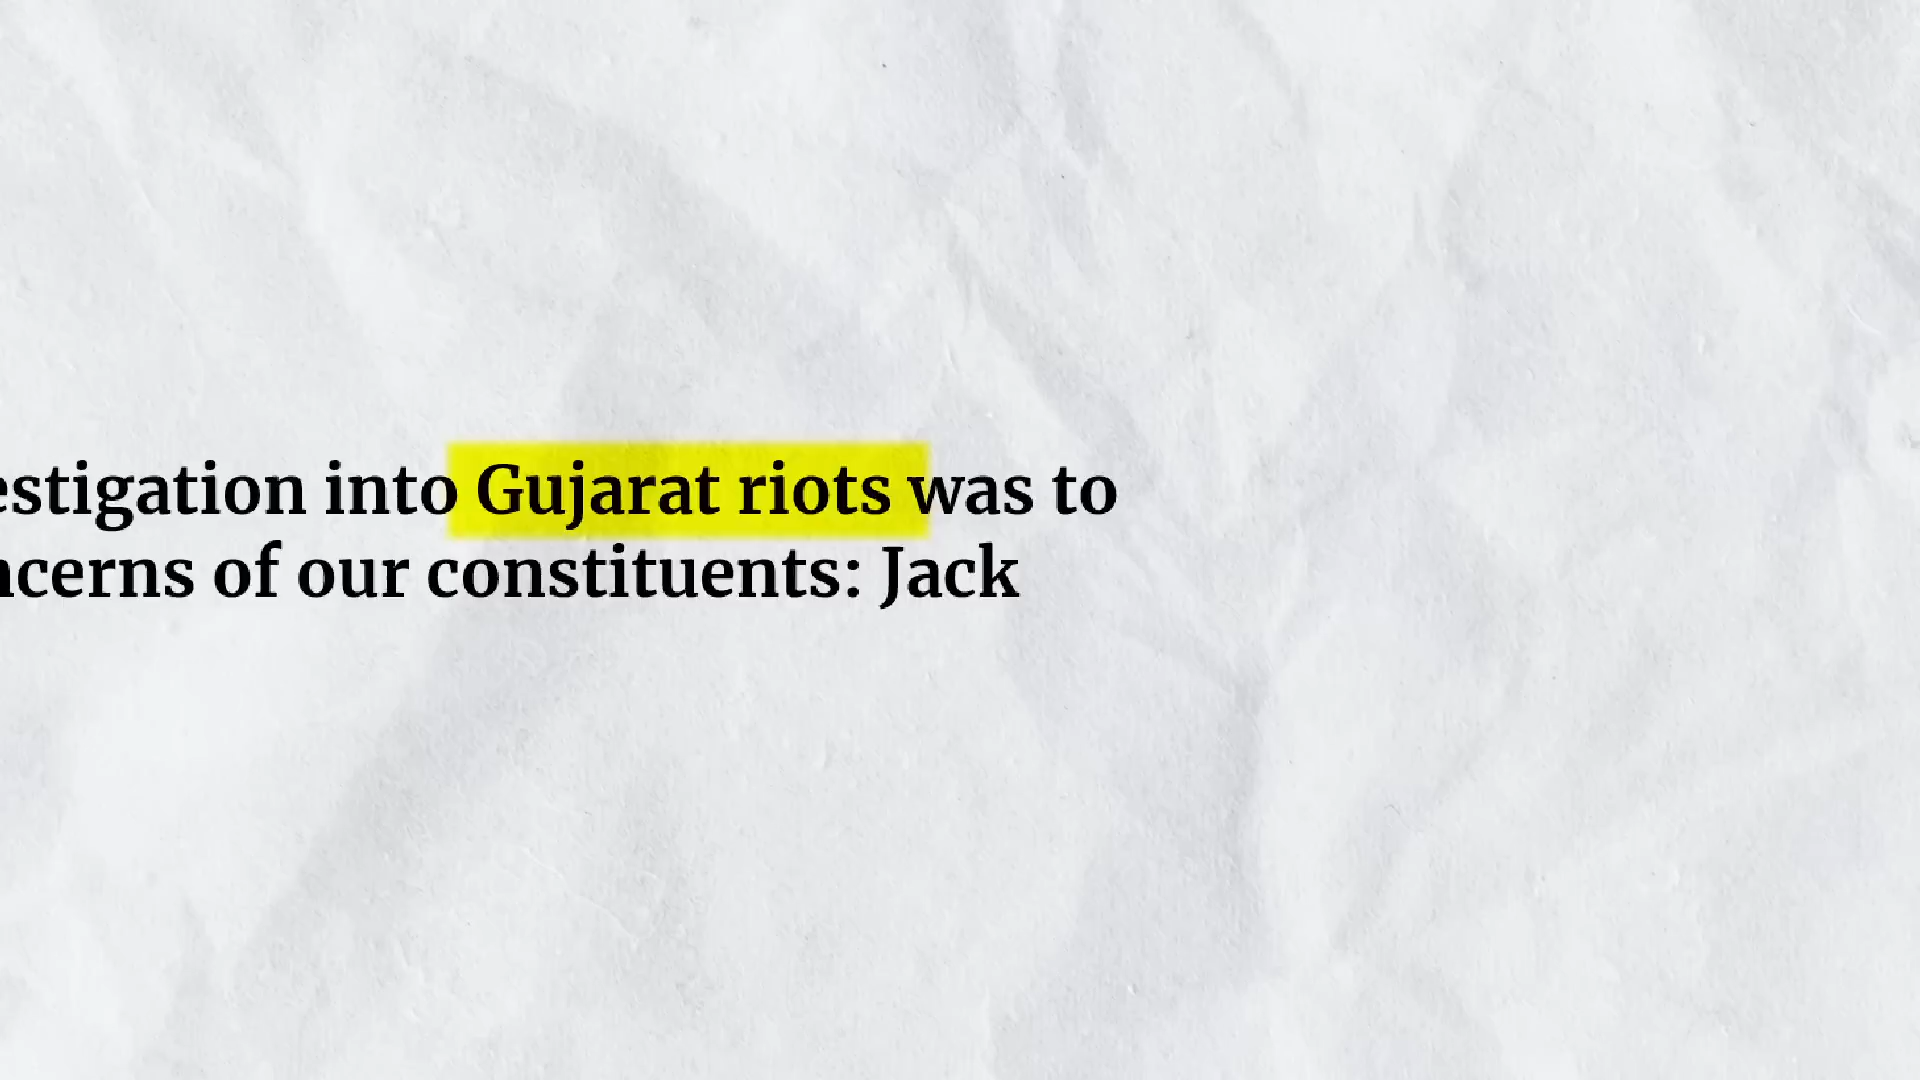 estigation into Gujarat riots was to
ncerns of our constituents: Jack